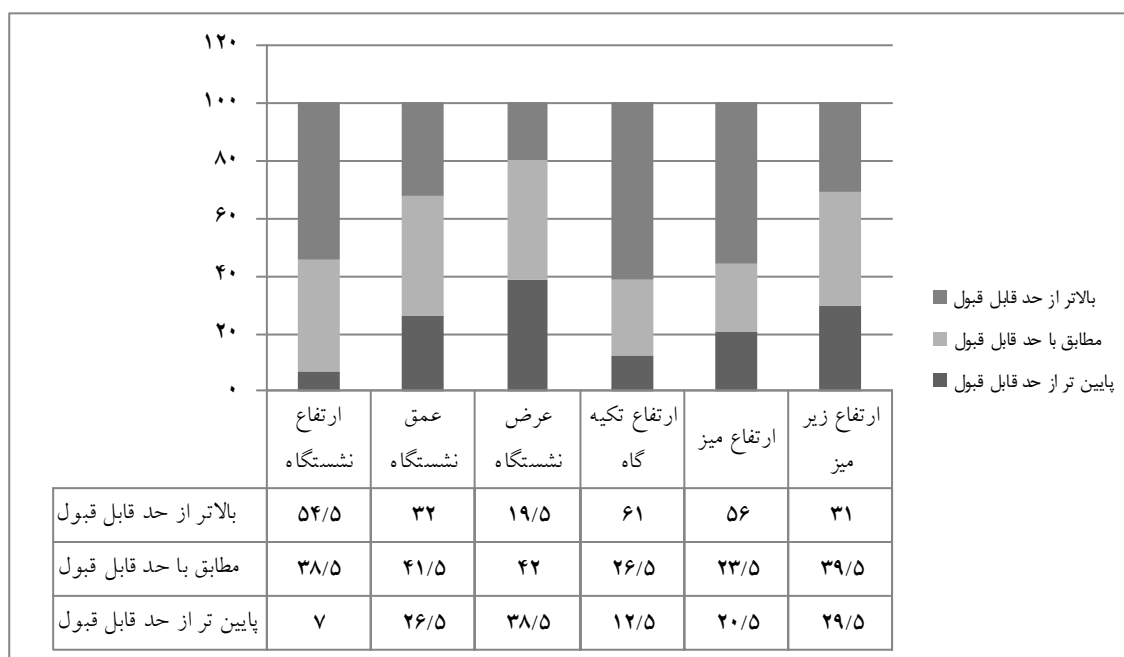 ۱۲۰
۱۰۰
۸۰
۶۰
۴۰
۲۰
۰
بالاتر از حد قابل قبول
مطابق با حد قابل قبول
پایین تر از حد قابل قبول
ارتفاع نشستگاه
عمق نشستگاه
عرض نشستگاه
ارتفاع تکیه گاه
ارتفاع میز
ارتفاع زیر میز
بالاتر از حد قابل قبول ۵۴/۵ ۳۲ ۱۹/۵ ۶۱ ۵۶ ۳۱
مطابق با حد قابل قبول ۳۸/۵ ۴۱/۵ ۴۲ ۲۶/۵ ۲۳/۵ ۳۹/۵
پایین تر از حد قابل قبول ۷ ۲۶/۵ ۳۸/۵ ۱۲/۵ ۲۰/۵ ۲۹/۵